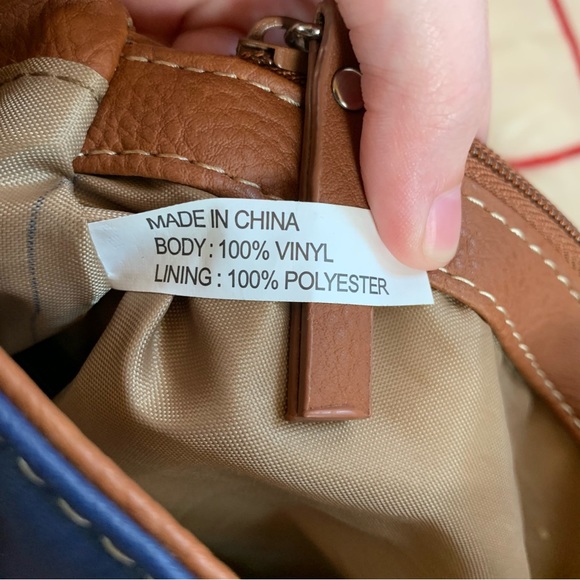 MADE IN CHINA
BODY : 100% VINYL
LINING : 100% POLYESTER